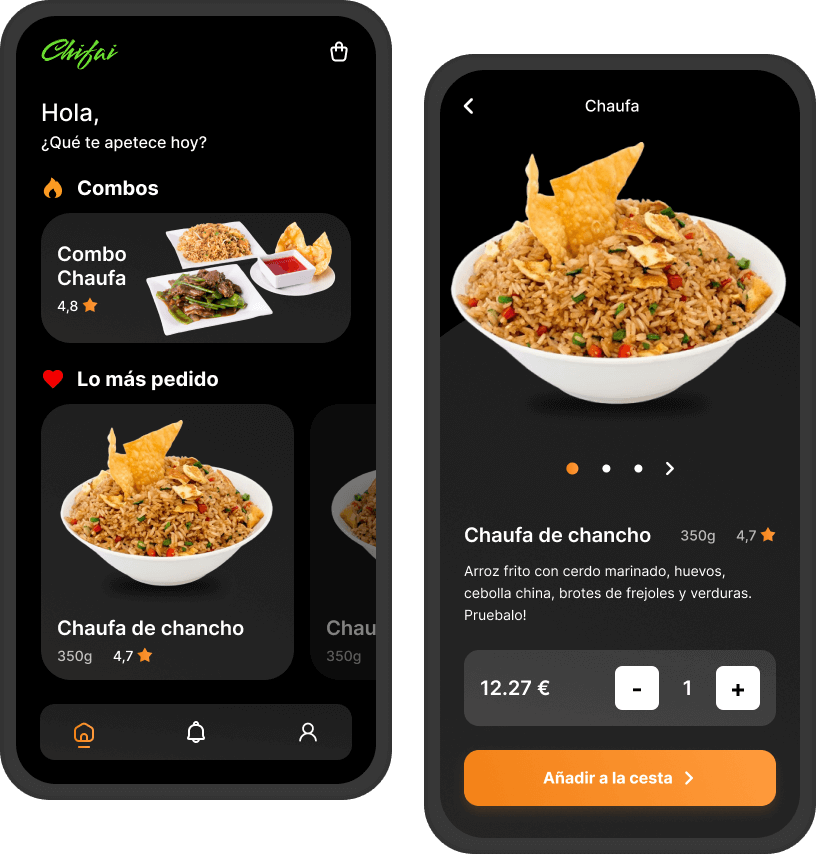 Chifai
Hola,
¿Qué te apetece hoy?
Combos
Combo
Chaufa
4,8
Lo más pedido
Chaufa de chancho
350g 4,7
Chau
350g
Chaufa
Chaufa de chancho 350g 4,7
Arroz frito con cerdo marinado, huevos,
cebolla china, brotes de frejoles y verduras.
Pruebalo!
12.27 € - 1 +
Añadir a la cesta